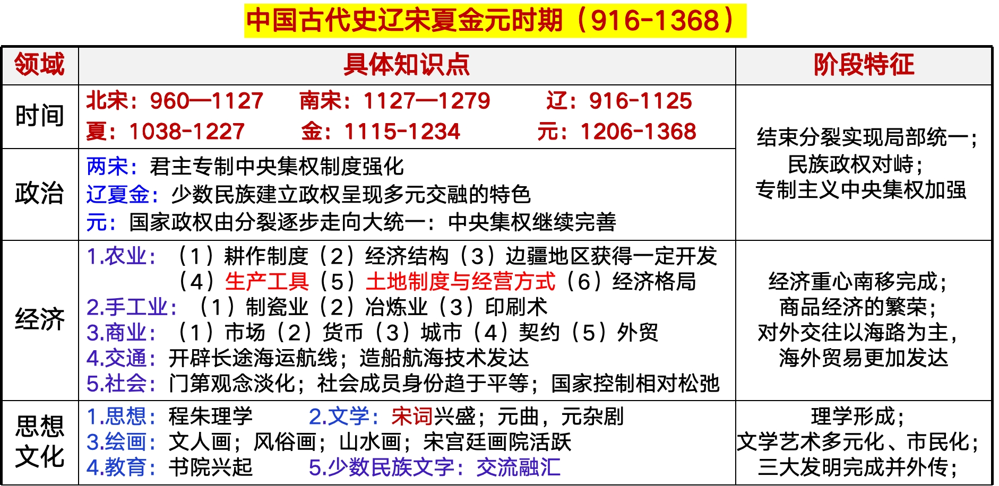 中国古代史辽宋夏金元时期（916-1368）
领域 具体知识点 阶段特征
时间
北宋：960—1127 南宋：1127—1279 辽：916-1125
夏：1038-1227 金：1115-1234 元：1206-1368
政治
两宋：君主专制中央集权制度强化
辽夏金：少数民族建立政权呈现多元交融的特色
元：国家政权由分裂逐步走向大统一：中央集权继续完善
结束分裂实现局部统一；
民族政权对峙；
专制主义中央集权加强
经济
1.农业：（1）耕作制度（2）经济结构（3）边疆地区获得一定开发
（4）生产工具（5）土地制度与经营方式（6）经济格局
2.手工业：（1）制瓷业（2）冶炼业（3）印刷术
3.商业：（1）市场（2）货币（3）城市（4）契约（5）外贸
4.交通：开辟长途海运航线；造船航海技术发达
5.社会：门第观念淡化；社会成员身份趋于平等；国家控制相对松弛
经济重心南移完成；
商品经济的繁荣；
对外交往以海路为主，
海外贸易更加发达
思想
文化
1.思想：程朱理学 2.文学：宋词兴盛；元曲，元杂剧
3.绘画：文人画；风俗画；山水画；宋宫廷画院活跃
4.教育：书院兴起 5.少数民族文字：交流融汇
理学形成；
文学艺术多元化、市民化；
三大发明完成并外传；